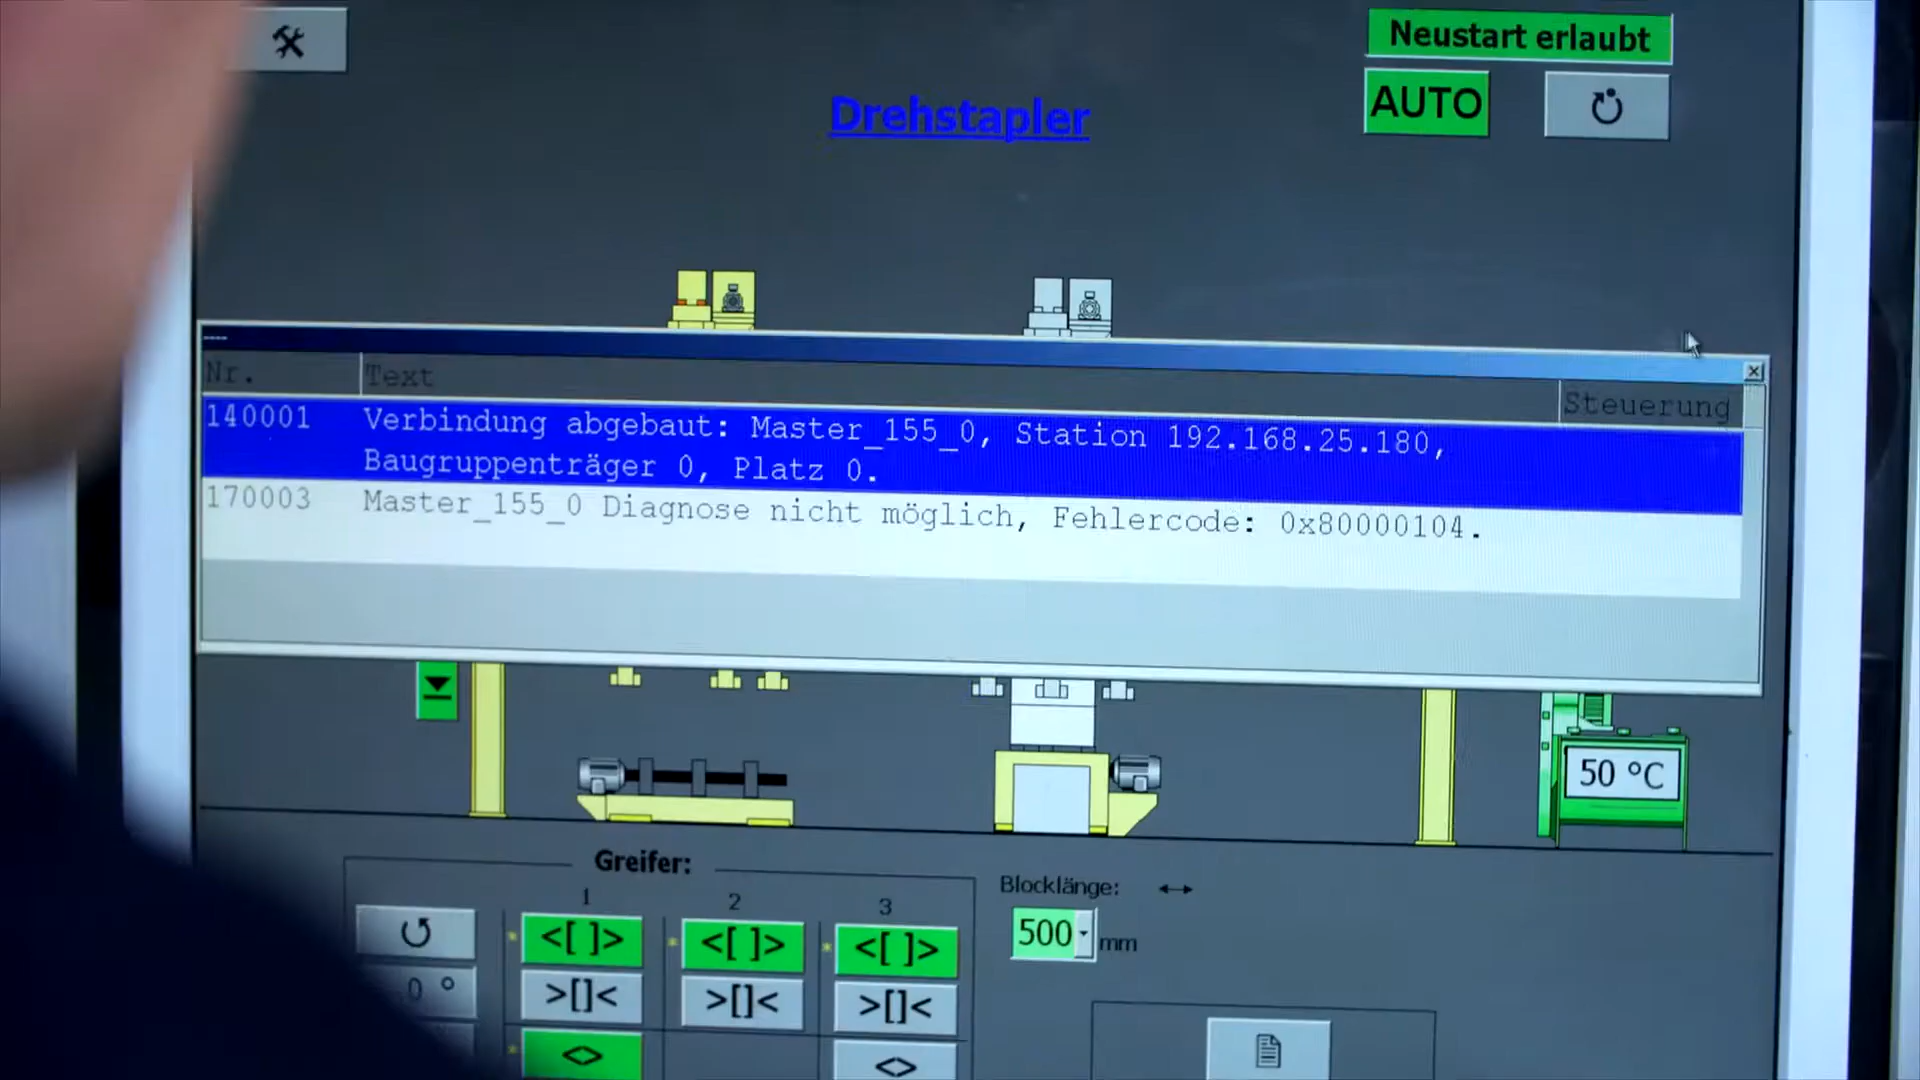 Neustart erlaubt
AUTO
Drehstapler
Nr. Text Steuerung
140001 Verbindung abgebaut: Master_155_0, Station 192.168.25.180,
Baugruppenträger 0, Platz 0.
170003 Master_155_0 Diagnose nicht möglich, Fehlercode: 0x80000104.
50 °C
Greifer:
1 2 3
<[ ]> <[ ]> <[ ]>
>[]< >[]< >[]<
0 °
<> <>
Blocklänge:
500 mm